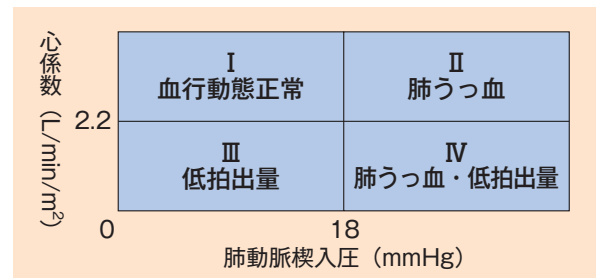 心係数（L/min/m²）
Ⅰ
血行動態正常
Ⅱ
肺うっ血
2.2
Ⅲ
低拍出量
Ⅳ
肺うっ血・低拍出量
0
18
肺動脈楔入圧（mmHg）